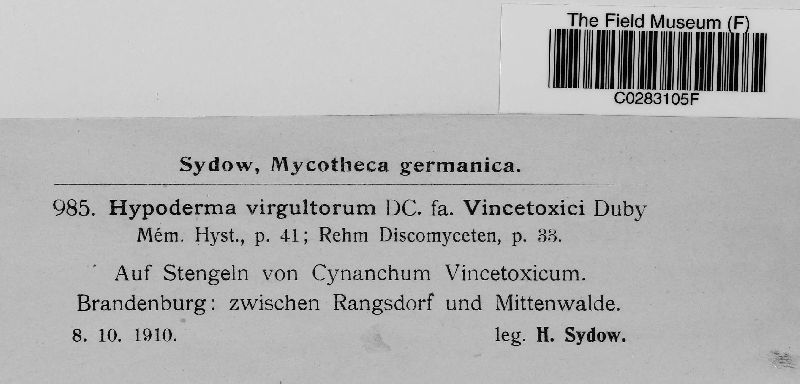 The Field Museum (F)
C0283105F
Sydow, Mycotheca germanica.
985. Hypoderma virgultorum DC. fa. Vincetoxici Duby
Mém. Hyst., p. 41; Rehm Discomyceten, p. 33.
Auf Stengeln von Cynanchum Vincetoxicum.
Brandenburg: zwischen Rangsdorf und Mittenwalde.
8. 10. 1910. leg. H. Sydow.